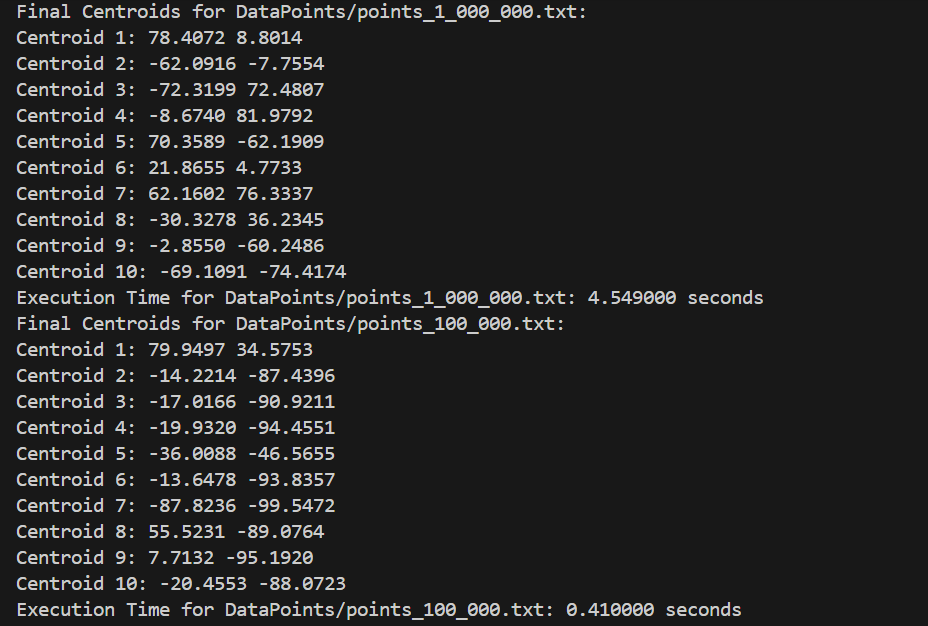 Final Centroids for DataPoints/points_1_000_000.txt:
Centroid 1: 78.4072 8.8014
Centroid 2: -62.0916 -7.7554
Centroid 3: -72.3199 72.4807
Centroid 4: -8.6740 81.9792
Centroid 5: 70.3589 -62.1909
Centroid 6: 21.8655 4.7733
Centroid 7: 62.1602 76.3337
Centroid 8: -30.3278 36.2345
Centroid 9: -2.8550 -60.2486
Centroid 10: -69.1091 -74.4174
Execution Time for DataPoints/points_1_000_000.txt: 4.549000 seconds
Final Centroids for DataPoints/points_100_000.txt:
Centroid 1: 79.9497 34.5753
Centroid 2: -14.2214 -87.4396
Centroid 3: -17.0166 -90.9211
Centroid 4: -19.9320 -94.4551
Centroid 5: -36.0088 -46.5655
Centroid 6: -13.6478 -93.8357
Centroid 7: -87.8236 -99.5472
Centroid 8: 55.5231 -89.0764
Centroid 9: 7.7132 -95.1920
Centroid 10: -20.4553 -88.0723
Execution Time for DataPoints/points_100_000.txt: 0.410000 seconds